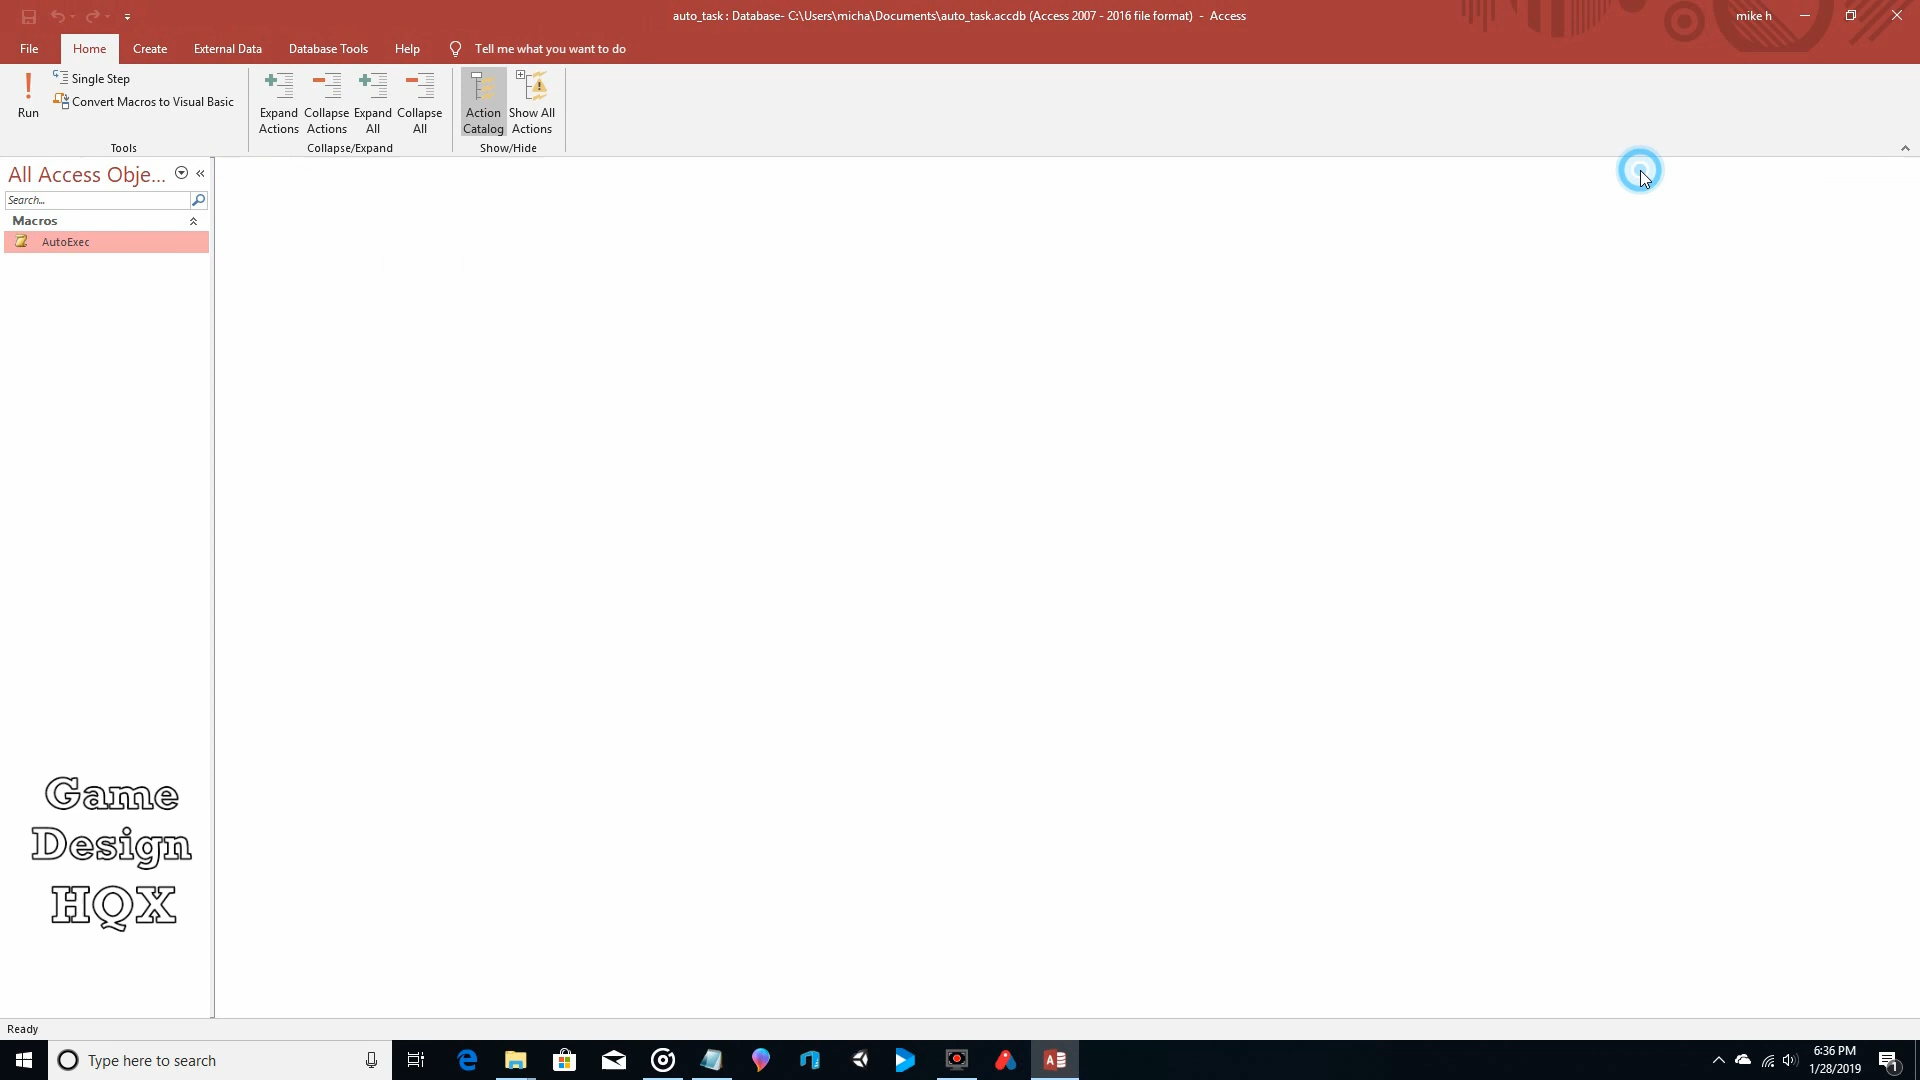 auto_task : Database- C:\Users\micha\Documents\auto_task.accdb (Access 2007 - 2016 file format) - Access
mike h
File Home Create External Data Database Tools Help Tell me what you want to do
Run
Single Step
Convert Macros to Visual Basic
Expand Actions
Collapse Actions
Expand All
Collapse All
Action Catalog
Show All Actions
Tools
Collapse/Expand
Show/Hide
All Access Obje...
Search...
Macros
AutoExec
Game
Design
HQX
Ready
Type here to search
6:36 PM
1/28/2019
1